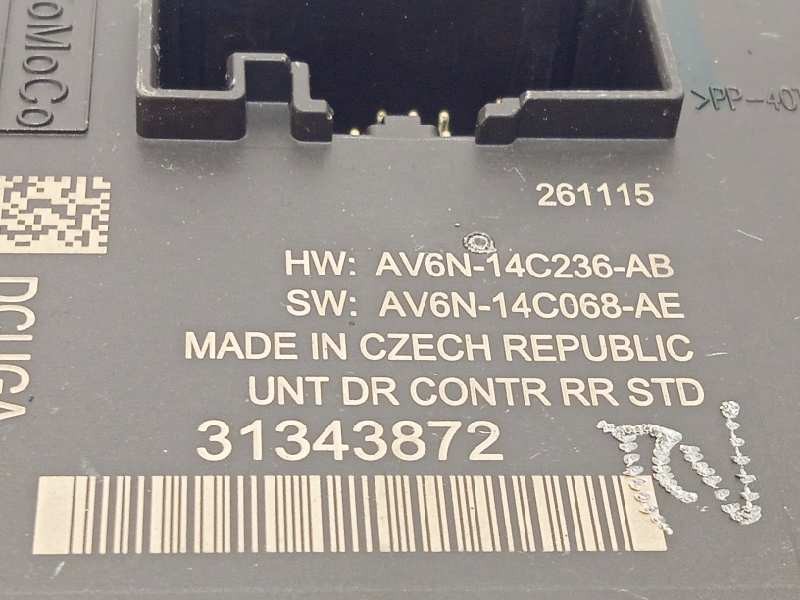 FoMoCo
>PP-40
261115
HW: AV6N-14C236-AB
SW: AV6N-14C068-AE
MADE IN CZECH REPUBLIC
UNT DR CONTR RR STD
31343872